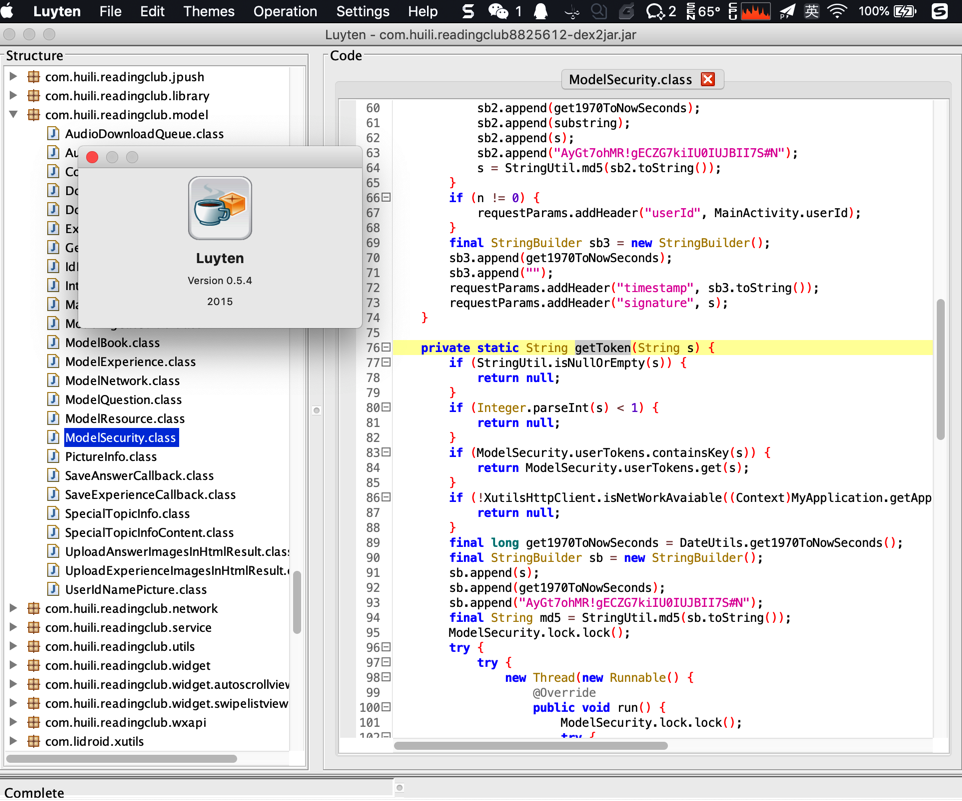 Luyten File Edit Themes Operation Settings Help 1 2 65° 英 100%
Luyten - com.huili.readingclub8825612-dex2jar.jar
Structure
com.huili.readingclub.jpush
com.huili.readingclub.library
com.huili.readingclub.model
AudioDownloadQueue.class
Au
Co
Do
Do
Ex
Ge
IdI
Int
Ma
Mo
ModelBook.class
ModelExperience.class
ModelNetwork.class
ModelQuestion.class
ModelResource.class
ModelSecurity.class
PictureInfo.class
SaveAnswerCallback.class
SaveExperienceCallback.class
SpecialTopicInfo.class
SpecialTopicInfoContent.class
UploadAnswerImagesInHtmlResult.class
UploadExperienceImagesInHtmlResult.c
UserIdNamePicture.class
com.huili.readingclub.network
com.huili.readingclub.service
com.huili.readingclub.utils
com.huili.readingclub.widget
com.huili.readingclub.widget.autoscrollview
com.huili.readingclub.widget.swipelistview
com.huili.readingclub.wxapi
com.lidroid.xutils
Luyten
Version 0.5.4
2015
Code
ModelSecurity.class
60 sb2.append(get1970ToNowSeconds);
61 sb2.append(substring);
62 sb2.append(s);
63 sb2.append("AyGt7ohMR!gECZG7kiIU0IUJBII7S#N");
64 s = StringUtil.md5(sb2.toString());
65 }
66 if (n != 0) {
67 requestParams.addHeader("userId", MainActivity.userId);
68 }
69 final StringBuilder sb3 = new StringBuilder();
70 sb3.append(get1970ToNowSeconds);
71 sb3.append("");
72 requestParams.addHeader("timestamp", sb3.toString());
73 requestParams.addHeader("signature", s);
74 }
75
76 private static String getToken(String s) {
77 if (StringUtil.isNullOrEmpty(s)) {
78 return null;
79 }
80 if (Integer.parseInt(s) < 1) {
81 return null;
82 }
83 if (ModelSecurity.userTokens.containsKey(s)) {
84 return ModelSecurity.userTokens.get(s);
85 }
86 if (!XutilsHttpClient.isNetWorkAvaiable((Context)MyApplication.getApp
87 return null;
88 }
89 final long get1970ToNowSeconds = DateUtils.get1970ToNowSeconds();
90 final StringBuilder sb = new StringBuilder();
91 sb.append(s);
92 sb.append(get1970ToNowSeconds);
93 sb.append("AyGt7ohMR!gECZG7kiIU0IUJBII7S#N");
94 final String md5 = StringUtil.md5(sb.toString());
95 ModelSecurity.lock.lock();
96 try {
97 try {
98 new Thread(new Runnable() {
99 @Override
100 public void run() {
101 ModelSecurity.lock.lock();
102 try {
Complete